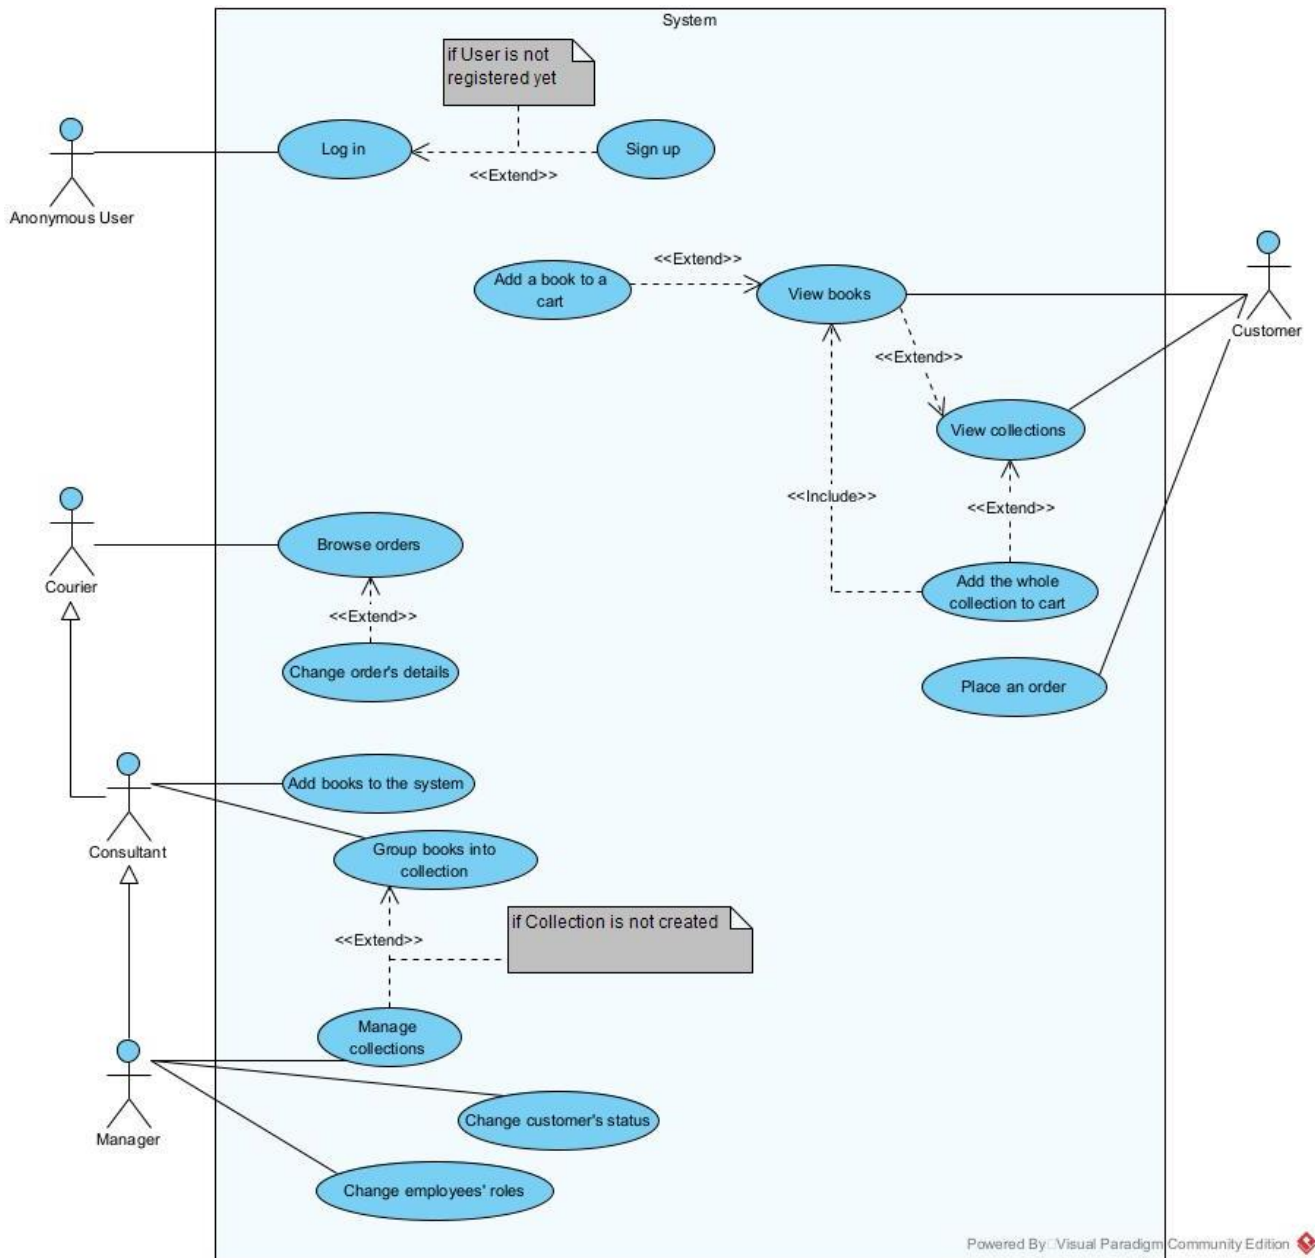 System
if User is not
registered yet
Log in
Sign up
<<Extend>>
Anonymous User
<<Extend>>
Add a book to a
cart
View books
Customer
<<Extend>>
View collections
<<Include>>
<<Extend>>
Browse orders
Courier
Add the whole
collection to cart
<<Extend>>
Change order's details
Place an order
Add books to the system
Consultant
Group books into
collection
if Collection is not created
<<Extend>>
Manage
collections
Change customer's status
Manager
Change employees' roles
Powered By Visual Paradigm Community Edition